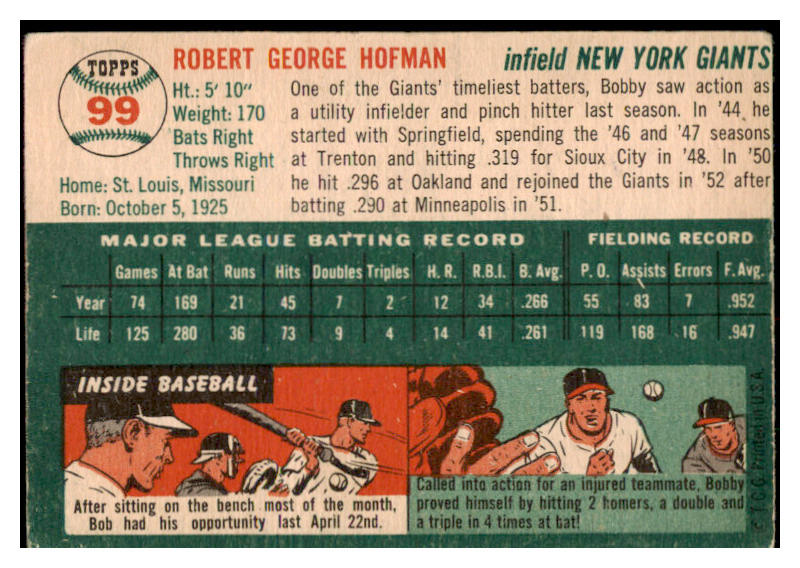 TOPPS
99
ROBERT GEORGE HOFMAN infield NEW YORK GIANTS
Ht.: 5' 10"
Weight: 170
Bats Right
Throws Right
Home: St. Louis, Missouri
Born: October 5, 1925
One of the Giants' timeliest batters, Bobby saw action as
a utility infielder and pinch hitter last season. In '44 he
started with Springfield, spending the '46 and '47 seasons
at Trenton and hitting .319 for Sioux City in '48. In '50
he hit .296 at Oakland and rejoined the Giants in '52 after
batting .290 at Minneapolis in '51.
MAJOR LEAGUE BATTING RECORD FIELDING RECORD
Games At Bat Runs Hits Doubles Triples H. R. R.B.I. B. Avg. P. O. Assists Errors F. Avg.
Year 74 169 21 45 7 2 12 34 .266 55 83 7 .952
Life 125 280 36 73 9 4 14 41 .261 119 168 16 .947
INSIDE BASEBALL
After sitting on the bench most of the month,
Bob had his opportunity last April 22nd.
Called into action for an injured teammate, Bobby
proved himself by hitting 2 homers, a double and
a triple in 4 times at bat!
© T.C.G. Printed in U.S.A.